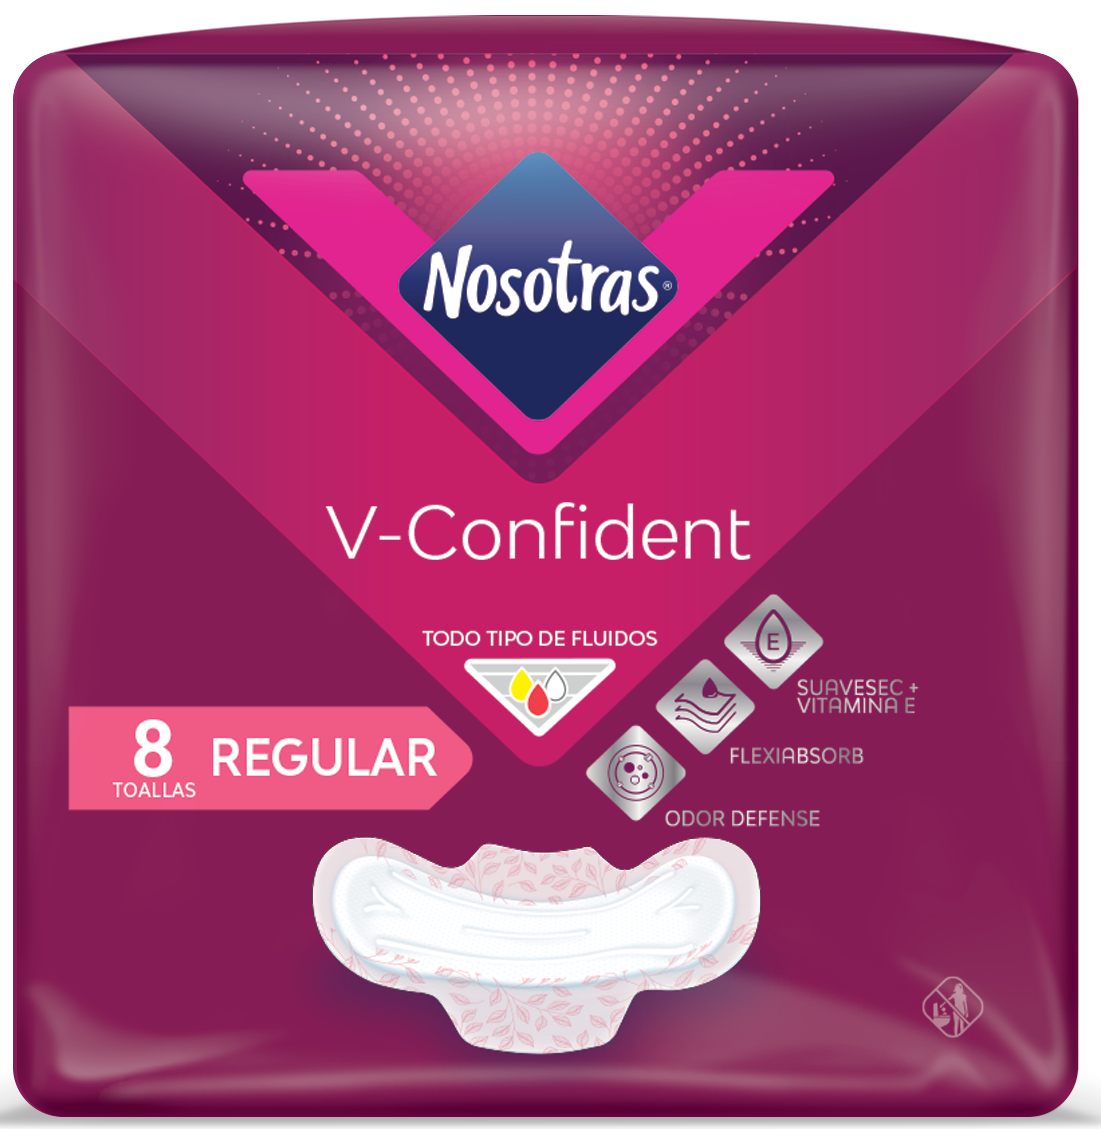 Nosotras®
V-Confident
TODO TIPO DE FLUIDOS
E
SUAVESEC +
VITAMINA E
8
TOALLAS
REGULAR
FLEXIABSORB
ODOR DEFENSE